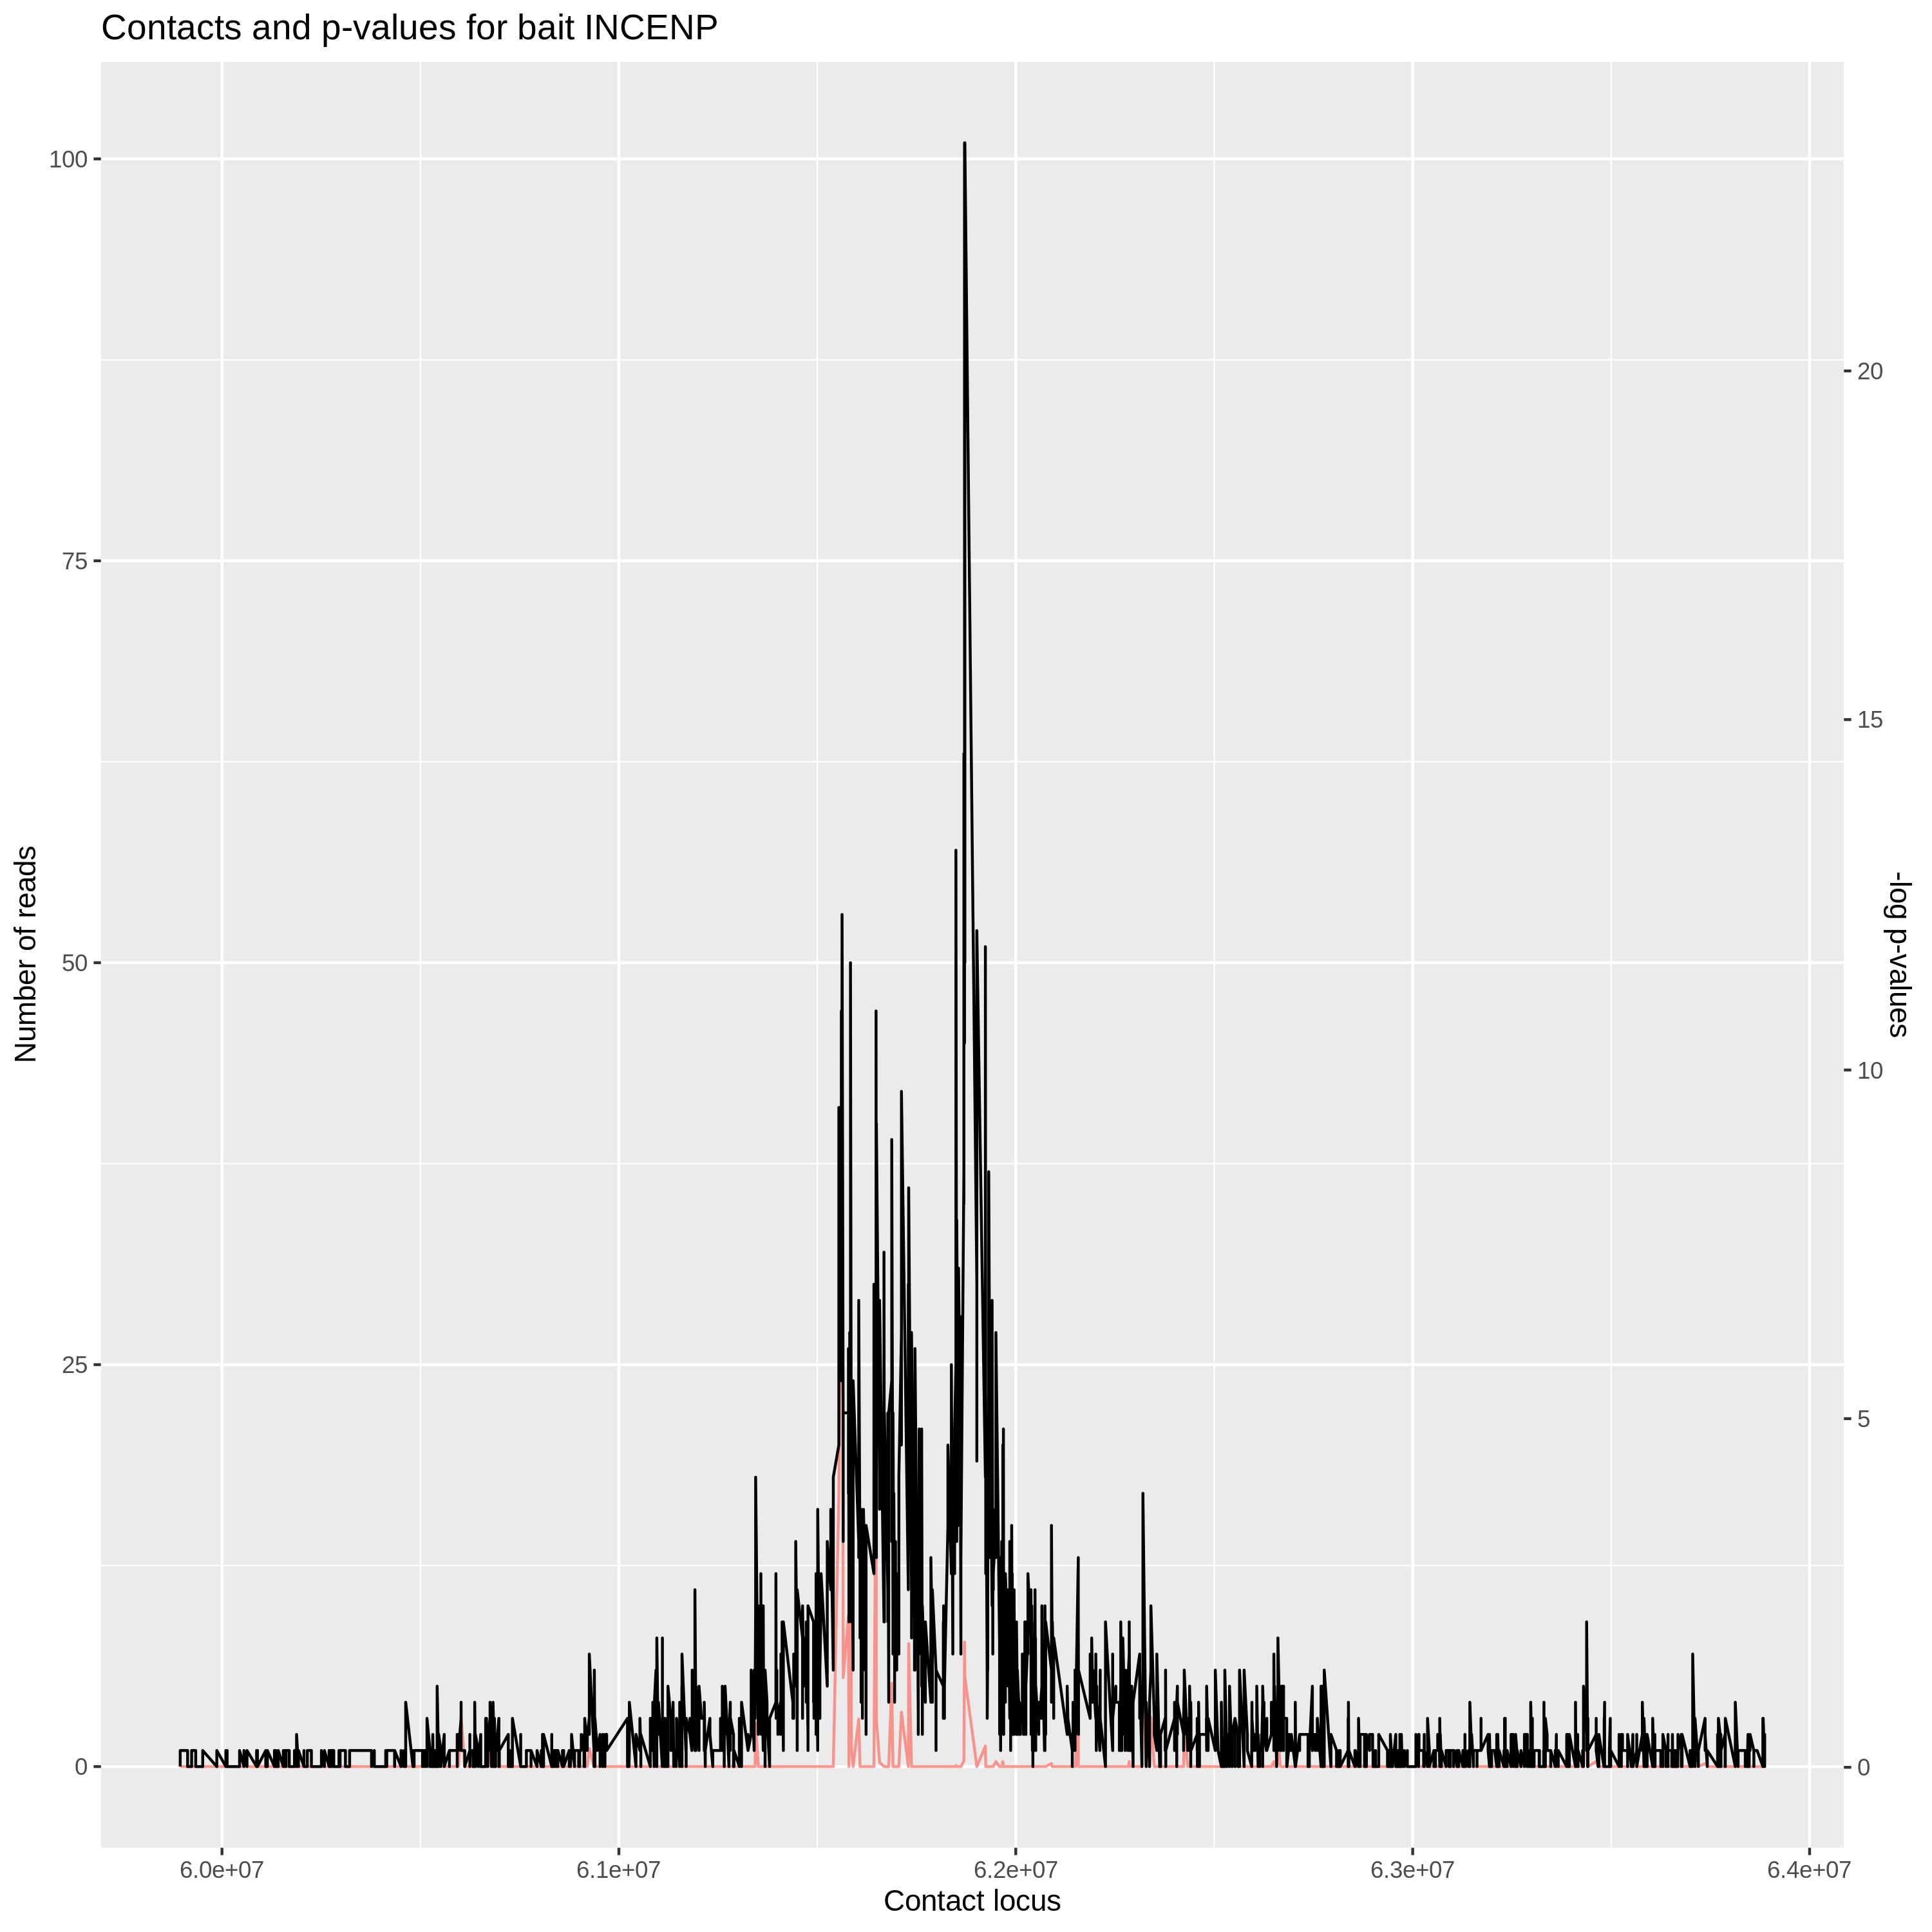 Contacts and p-values for bait INCENP
100
75
50
25
0
Number of reads
20
15
10
5
0
-log p-values
6.0e+07
6.1e+07
6.2e+07
6.3e+07
6.4e+07
Contact locus